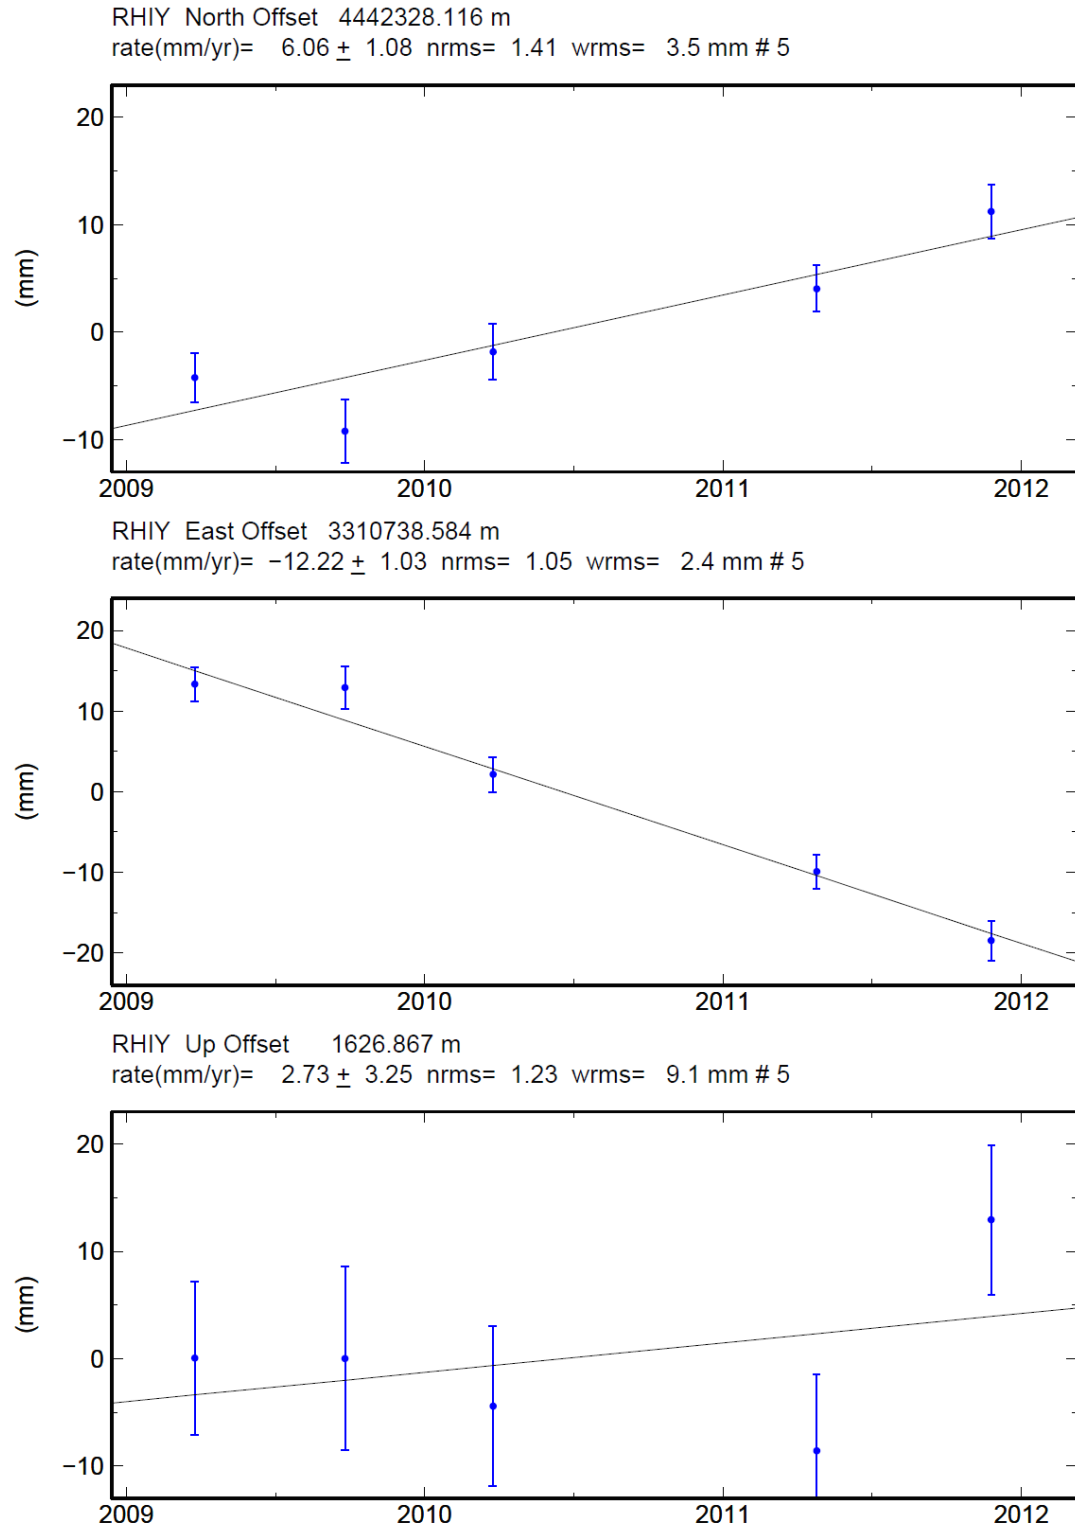 RHIY North Offset 4442328.116 m
rate(mm/yr)= 6.06 ± 1.08 nrms= 1.41 wrms= 3.5 mm # 5
20
10
0
−10
(mm)
2009 2010 2011 2012
RHIY East Offset 3310738.584 m
rate(mm/yr)= −12.22 ± 1.03 nrms= 1.05 wrms= 2.4 mm # 5
20
10
0
−10
−20
(mm)
2009 2010 2011 2012
RHIY Up Offset 1626.867 m
rate(mm/yr)= 2.73 ± 3.25 nrms= 1.23 wrms= 9.1 mm # 5
20
10
0
−10
(mm)
2009 2010 2011 2012